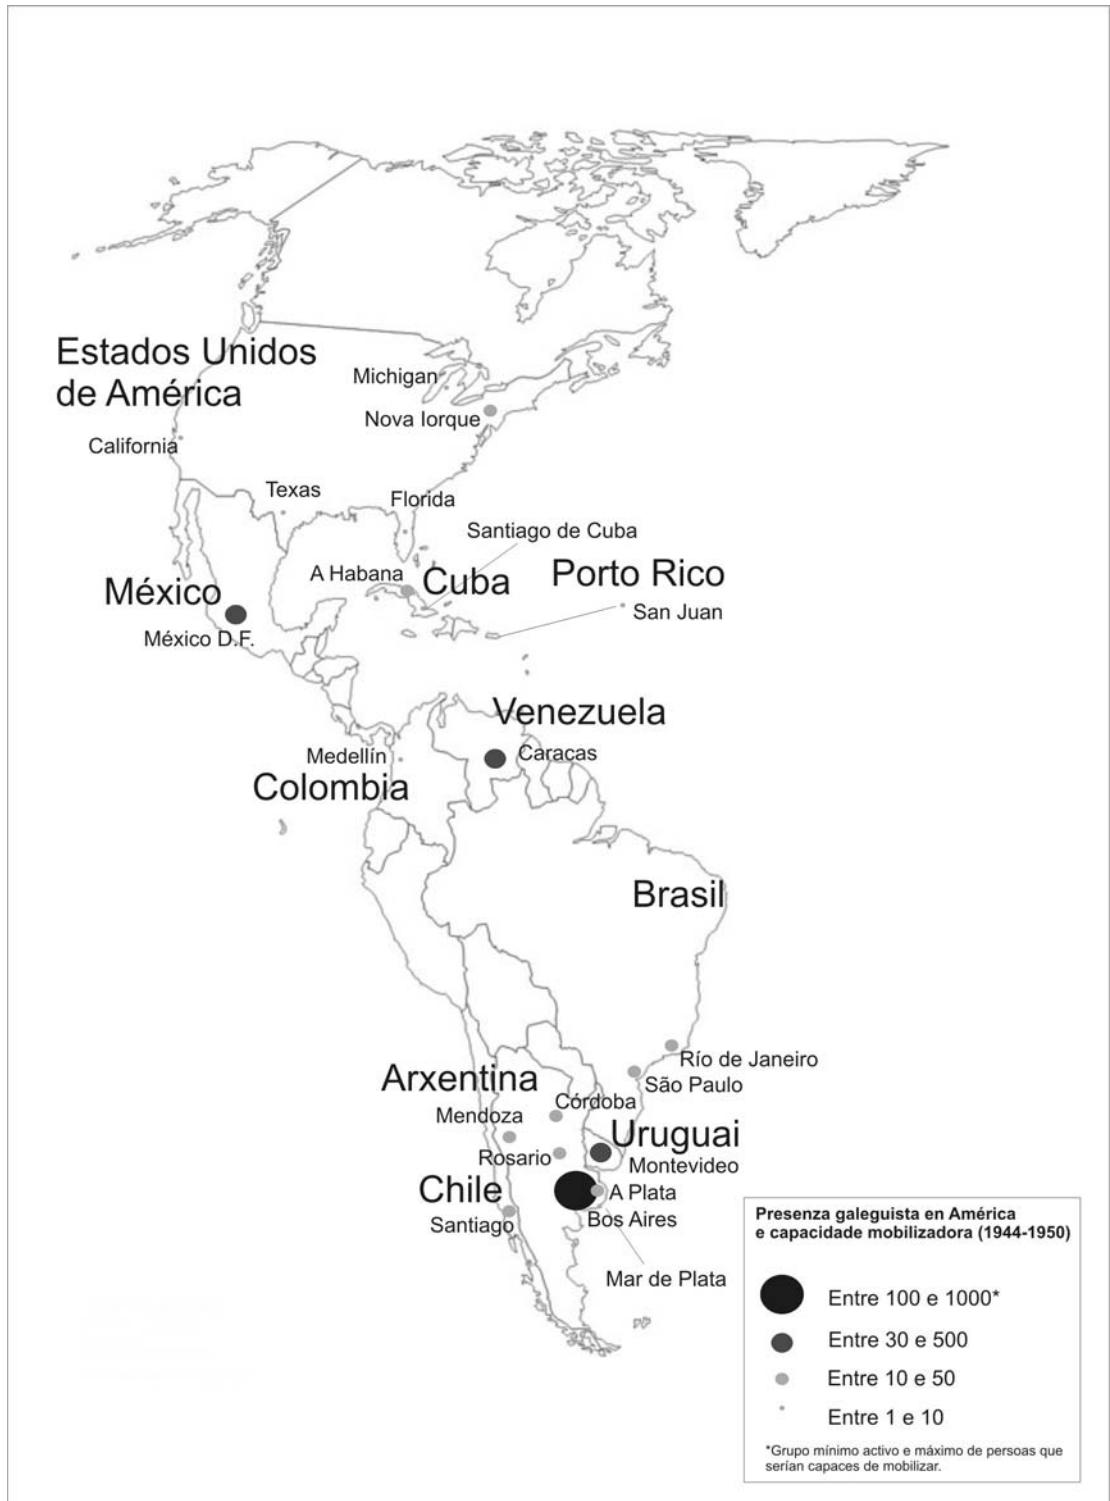 Estados Unidos
de América
Michigan
Nova Iorque
California
Texas
Florida
Santiago de Cuba
A Habana
Cuba
Porto Rico
San Juan
México
México D.F.
Venezuela
Caracas
Medellín
Colombia
Brasil
Río de Janeiro
São Paulo
Arxentina
Córdoba
Mendoza
Uruguai
Rosario
Montevideo
Chile
A Plata
Santiago
Bos Aires
Mar de Plata
Presenza galeguista en América
e capacidade mobilizadora (1944-1950)
Entre 100 e 1000*
Entre 30 e 500
Entre 10 e 50
Entre 1 e 10
*Grupo mínimo activo e máximo de persoas que
serían capaces de mobilizar.